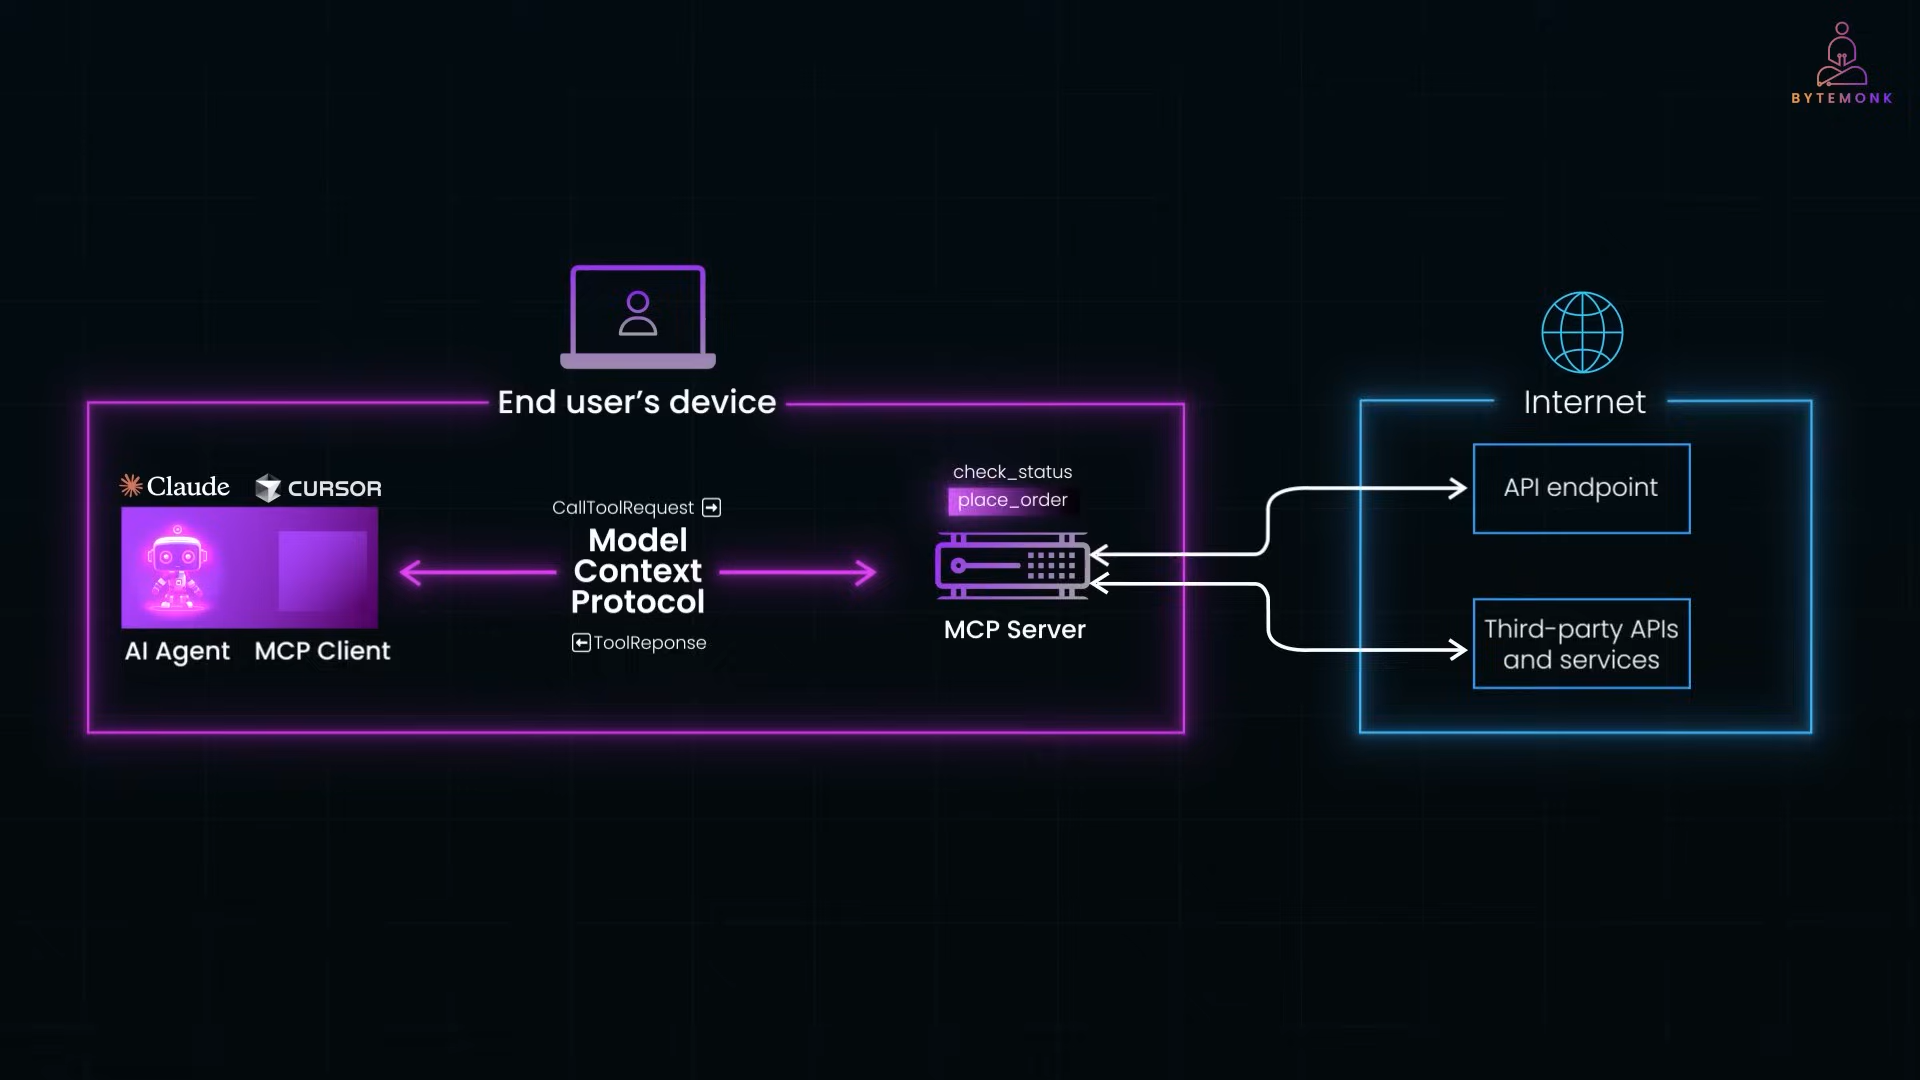 BYTEMONK
End user's device
Internet
Claude
CURSOR
AI Agent
MCP Client
CallToolRequest
Model
Context
Protocol
ToolReponse
check_status
place_order
MCP Server
API endpoint
Third-party APIs
and services